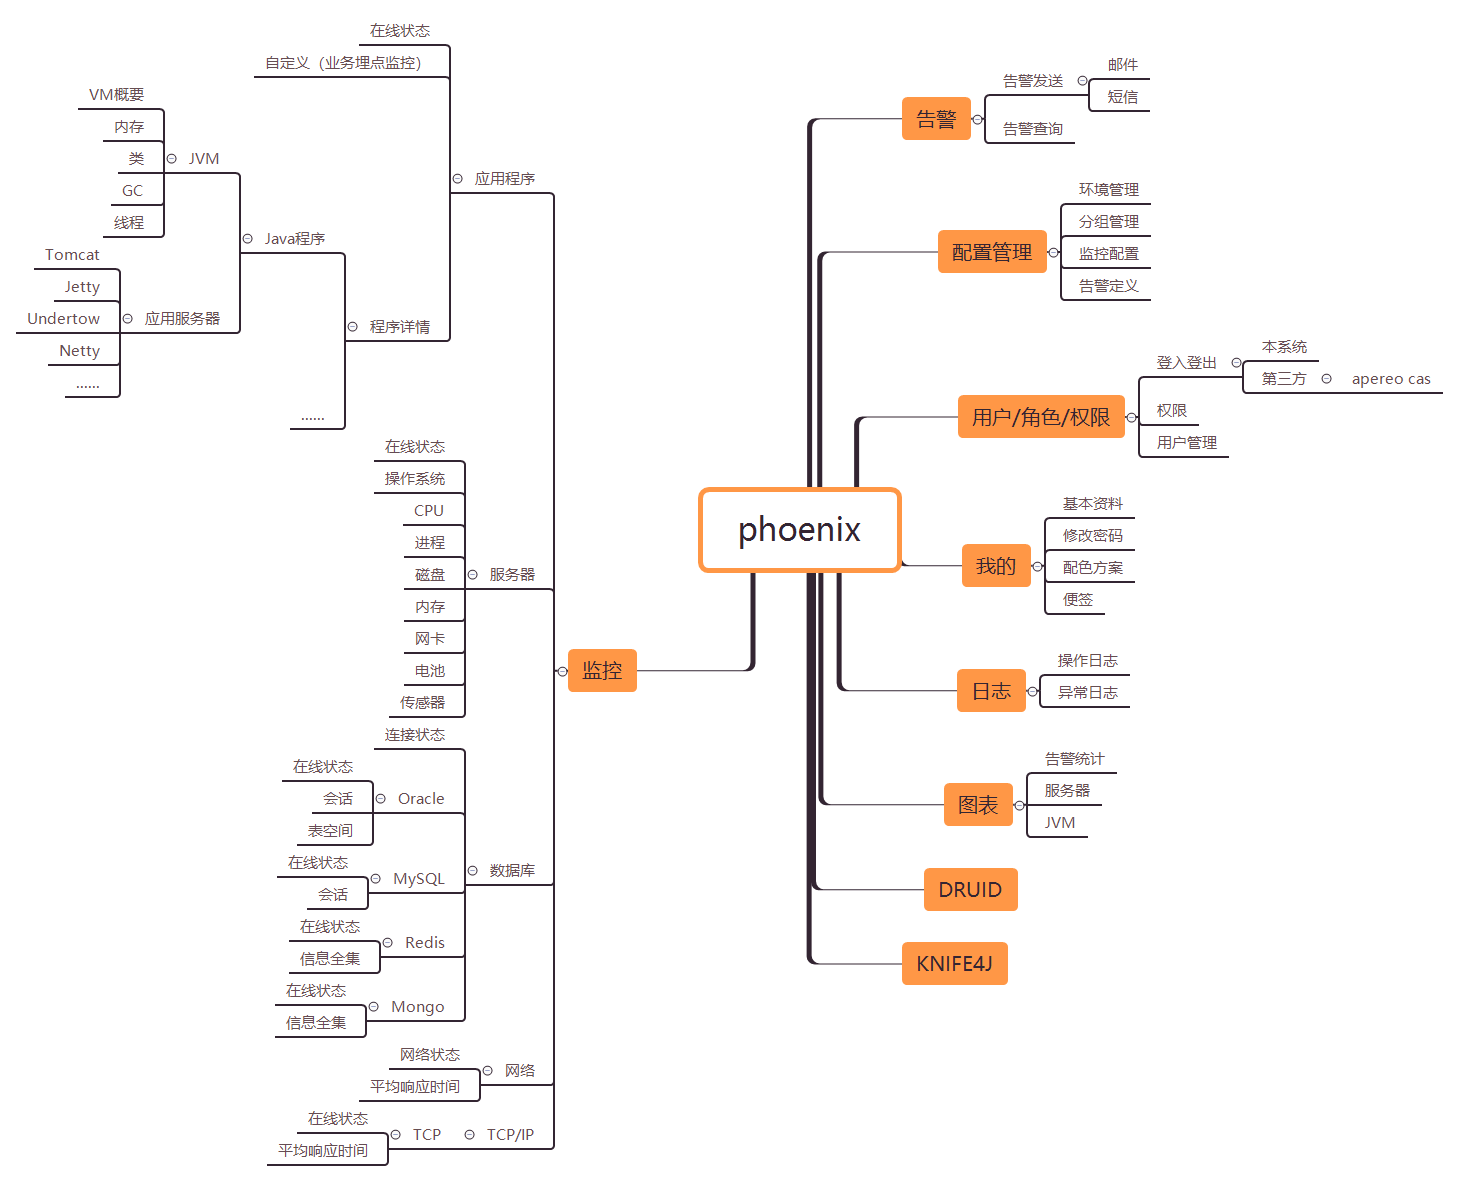 phoenix
告警
告警发送
邮件
短信
告警查询
配置管理
环境管理
分组管理
监控配置
告警定义
用户/角色/权限
登入登出
本系统
第三方
apereo cas
权限
用户管理
我的
基本资料
修改密码
配色方案
便签
日志
操作日志
异常日志
图表
告警统计
服务器
JVM
DRUID
KNIFE4J
监控
应用程序
在线状态
自定义（业务埋点监控）
程序详情
Java程序
JVM
VM概要
内存
类
GC
线程
应用服务器
Tomcat
Jetty
Undertow
Netty
......
......
服务器
在线状态
操作系统
CPU
进程
磁盘
内存
网卡
电池
传感器
数据库
连接状态
Oracle
在线状态
会话
表空间
MySQL
在线状态
会话
Redis
在线状态
信息全集
Mongo
在线状态
信息全集
网络
网络状态
平均响应时间
TCP/IP
TCP
在线状态
平均响应时间